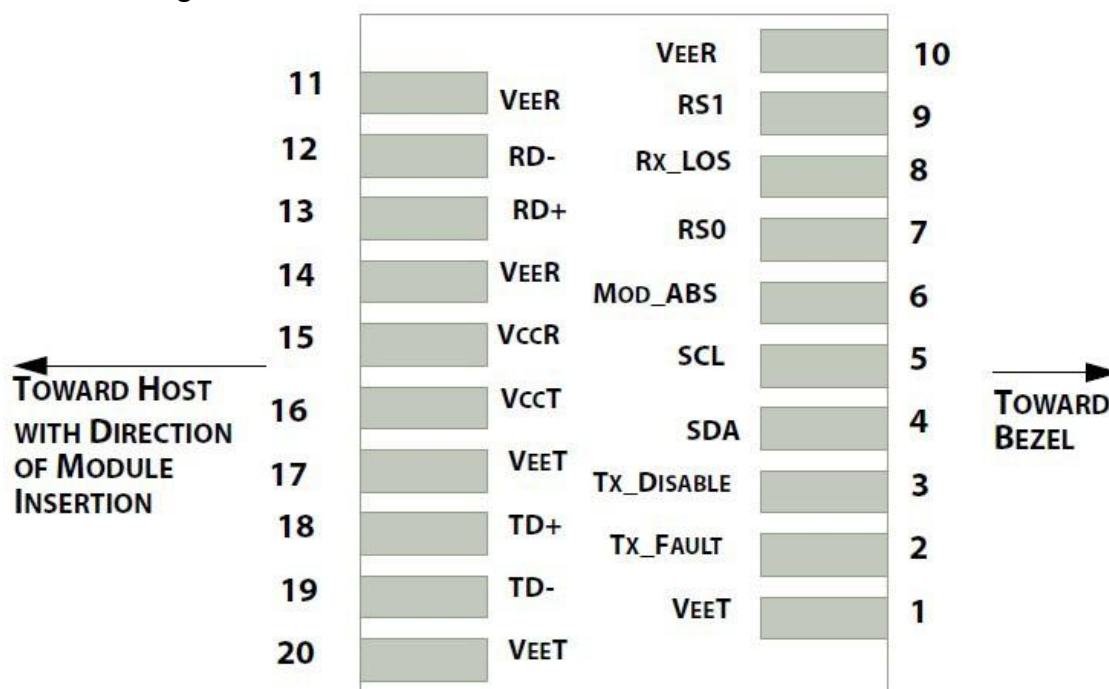 11 VEER
12 RD-
13 RD+
14 VEER
15 VCCR
16 VCCT
17 VEET
18 TD+
19 TD-
20 VEET
VEER 10
RS1 9
RX_LOS 8
RS0 7
MOD_ABS 6
SCL 5
SDA 4
TX_DISABLE 3
TX_FAULT 2
VEET 1
TOWARD HOST
WITH DIRECTION
OF MODULE
INSERTION
TOWARD
BEZEL